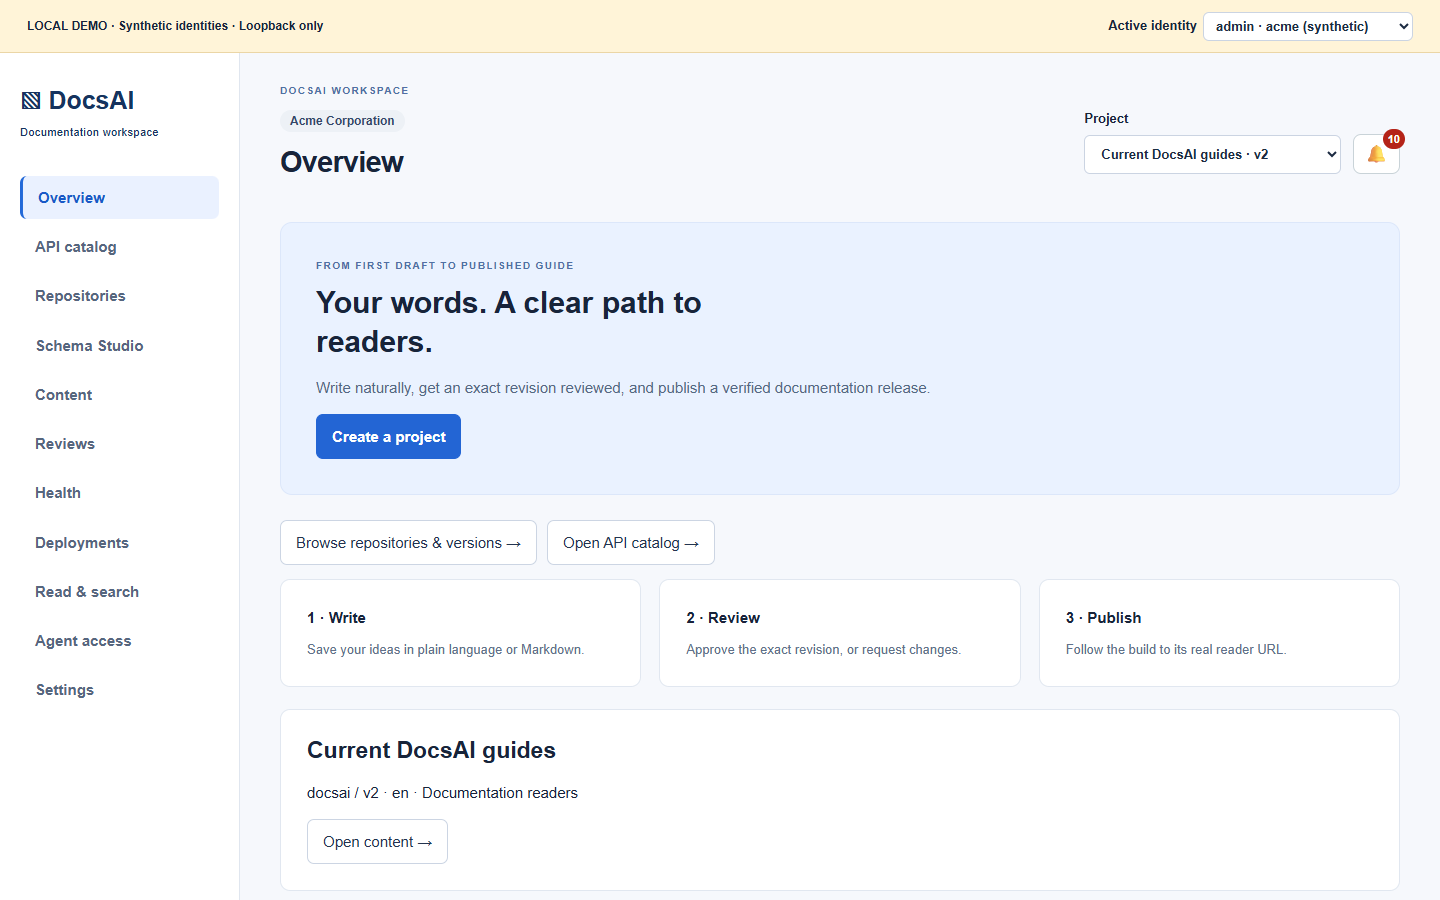 LOCAL DEMO · Synthetic identities · Loopback only
Active identity
admin · acme (synthetic)
DocsAI
Documentation workspace
Overview
API catalog
Repositories
Schema Studio
Content
Reviews
Health
Deployments
Read & search
Agent access
Settings
DOCSAI WORKSPACE
Acme Corporation
Overview
Project
Current DocsAI guides · v2
10
FROM FIRST DRAFT TO PUBLISHED GUIDE
Your words. A clear path to
readers.
Write naturally, get an exact revision reviewed, and publish a verified documentation release.
Create a project
Browse repositories & versions →
Open API catalog →
1 · Write
Save your ideas in plain language or Markdown.
2 · Review
Approve the exact revision, or request changes.
3 · Publish
Follow the build to its real reader URL.
Current DocsAI guides
docsai / v2 · en · Documentation readers
Open content →